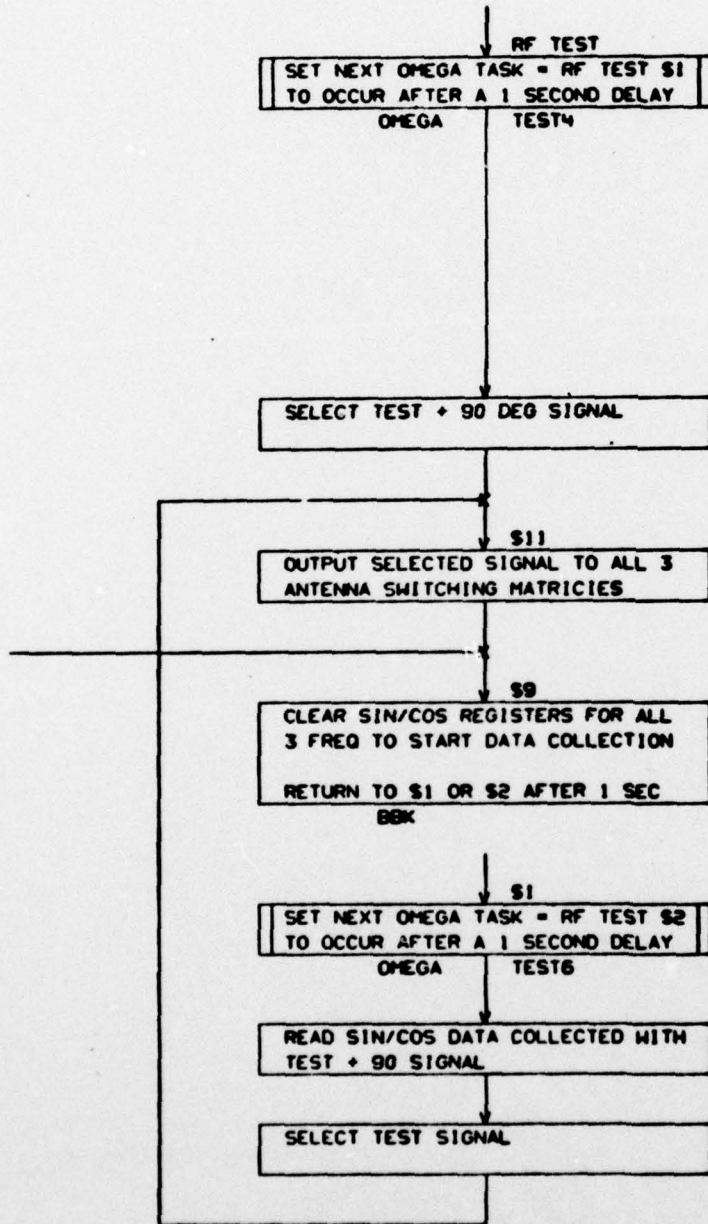 RF TEST
SET NEXT OMEGA TASK = RF TEST $1
TO OCCUR AFTER A 1 SECOND DELAY
OMEGA TEST4
SELECT TEST + 90 DEG SIGNAL
$11
OUTPUT SELECTED SIGNAL TO ALL 3
ANTENNA SWITCHING MATRICIES
$9
CLEAR SIN/COS REGISTERS FOR ALL
3 FREQ TO START DATA COLLECTION
RETURN TO $1 OR $2 AFTER 1 SEC
BBK
$1
SET NEXT OMEGA TASK = RF TEST $2
TO OCCUR AFTER A 1 SECOND DELAY
OMEGA TEST6
READ SIN/COS DATA COLLECTED WITH
TEST + 90 SIGNAL
SELECT TEST SIGNAL